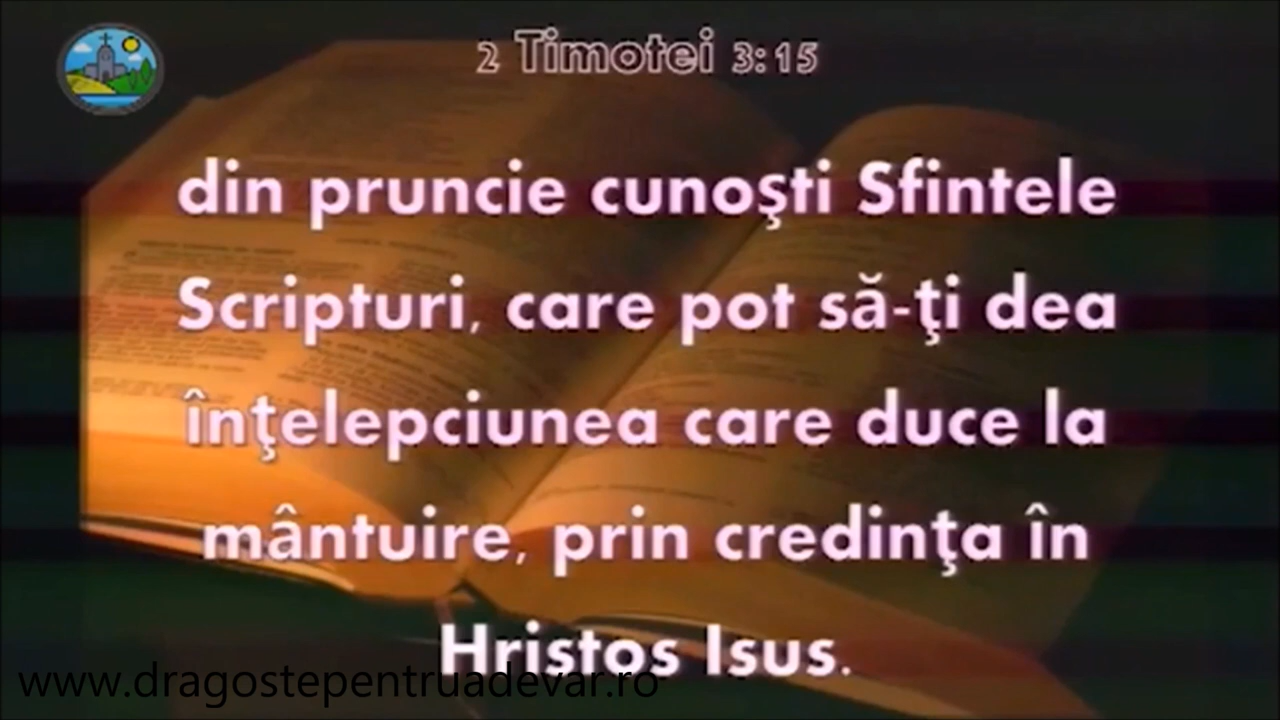 2 Timotei 3:15
din pruncie cunoşti Sfintele
Scripturi, care pot să-ţi dea
înţelepciunea care duce la
mântuire, prin credinţa în
Hristos Isus.
www.dragostepentruadevar.ro